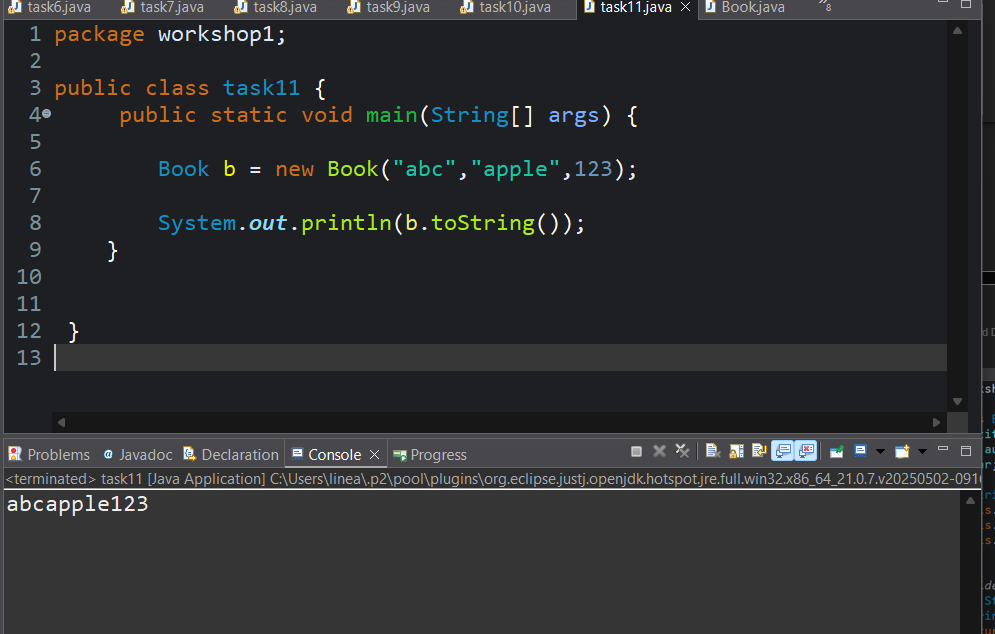 task6.java task7.java task8.java task9.java task10.java task11.java Book.java 8
1 package workshop1;
2
3 public class task11 {
4 public static void main(String[] args) {
5
6 Book b = new Book("abc","apple",123);
7
8 System.out.println(b.toString());
9 }
10
11
12 }
13
Problems @ Javadoc Declaration Console Progress
<terminated> task11 [Java Application] C:\Users\linea\.p2\pool\plugins\org.eclipse.justj.openjdk.hotspot.jre.full.win32.x86_64_21.0.7.v20250502-0916
abcapple123